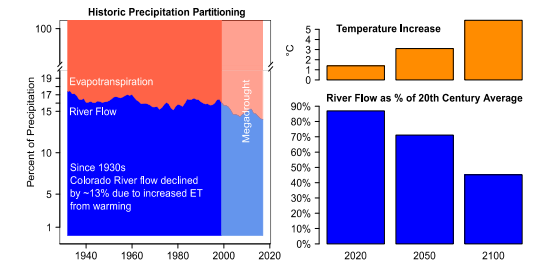 Historic Precipitation Partitioning
Percent of Precipitation
100
19
17
15
10
5
1
Evapotranspiration
River Flow
Megadrought
Since 1930s
Colorado River flow declined
by ~13% due to increased ET
from warming
1940
1960
1980
2000
2020
Temperature Increase
°C
5
4
3
2
1
0
River Flow as % of 20th Century Average
90%
80%
70%
60%
50%
40%
30%
20%
10%
0%
2020
2050
2100